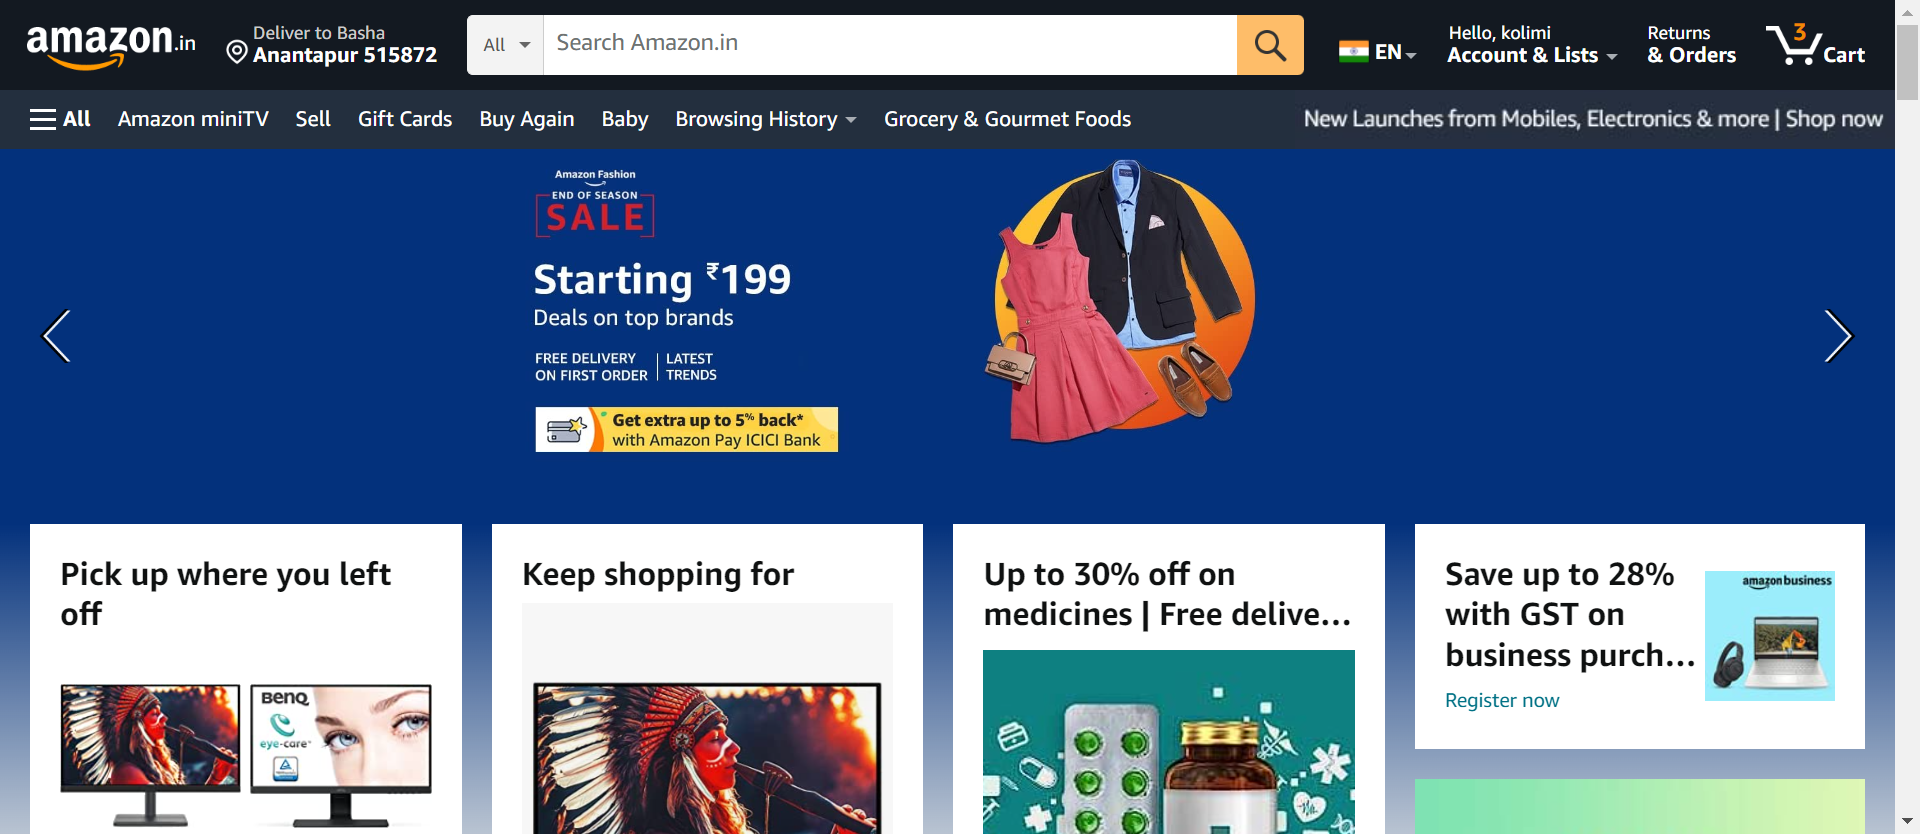 amazon.in
Deliver to Basha
Anantapur 515872
All
Search Amazon.in
EN
Hello, kolimi
Account & Lists
Returns
& Orders
3
Cart
All
Amazon miniTV
Sell
Gift Cards
Buy Again
Baby
Browsing History
Grocery & Gourmet Foods
New Launches from Mobiles, Electronics & more | Shop now
Amazon Fashion
END OF SEASON
SALE
Starting ₹199
Deals on top brands
FREE DELIVERY
ON FIRST ORDER
LATEST
TRENDS
Get extra up to 5% back*
with Amazon Pay ICICI Bank
Pick up where you left
off
BenQ
eye-care™
Keep shopping for
Up to 30% off on
medicines | Free delive...
Save up to 28%
with GST on
business purch...
Register now
amazon business